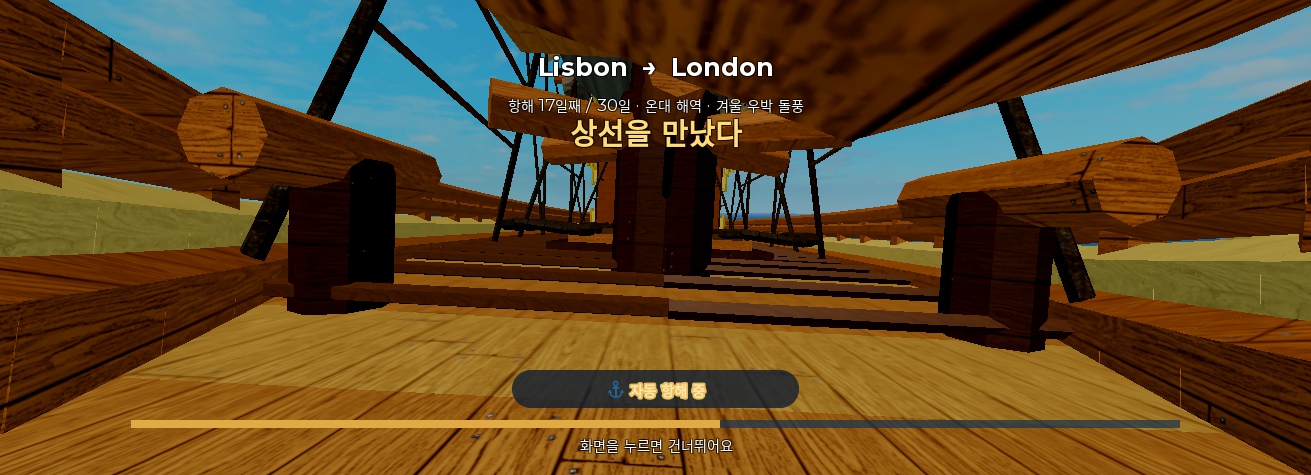 Lisbon → London
항해 17일째 / 30일 · 온대 해역 · 겨울 우박 돌풍
상선을 만났다
⚓ 자동 항해 중
화면을 누르면 건너뛰어요